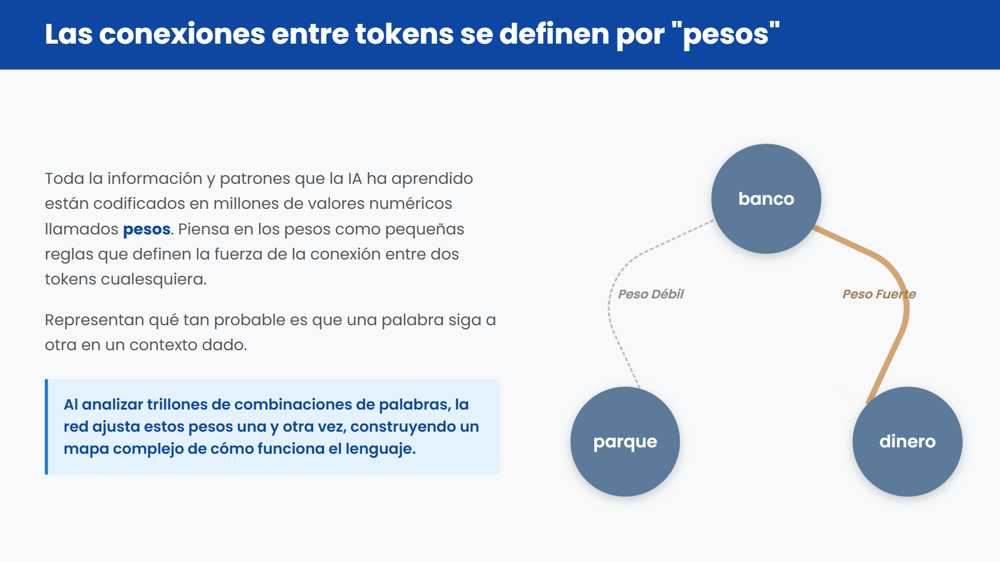 Las conexiones entre tokens se definen por "pesos"
Toda la información y patrones que la IA ha aprendido
están codificados en millones de valores numéricos
llamados pesos. Piensa en los pesos como pequeñas
reglas que definen la fuerza de la conexión entre dos
tokens cualesquiera.
Representan qué tan probable es que una palabra siga a
otra en un contexto dado.
Al analizar trillones de combinaciones de palabras, la
red ajusta estos pesos una y otra vez, construyendo un
mapa complejo de cómo funciona el lenguaje.
banco
Peso Débil
Peso Fuerte
parque
dinero